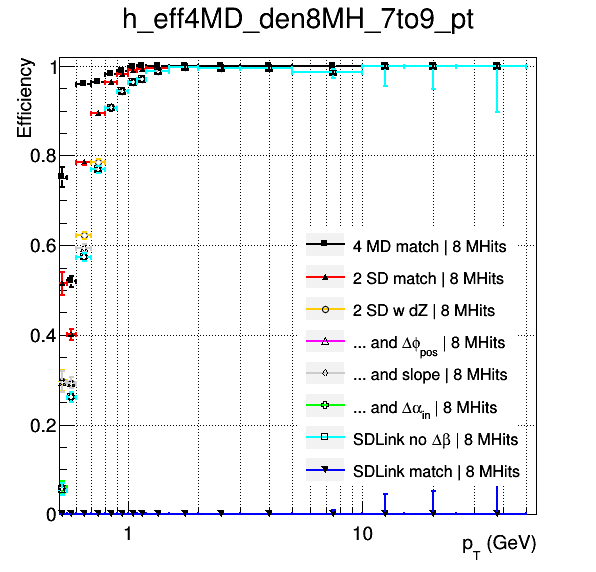 h_eff4MD_den8MH_7to9_pt
Efficiency
1
0.8
0.6
0.4
0.2
0
4 MD match | 8 MHits
2 SD match | 8 MHits
2 SD w dZ | 8 MHits
... and Δϕpos | 8 MHits
... and slope | 8 MHits
... and Δαin | 8 MHits
SDLink no Δβ | 8 MHits
SDLink match | 8 MHits
1 10
pT (GeV)